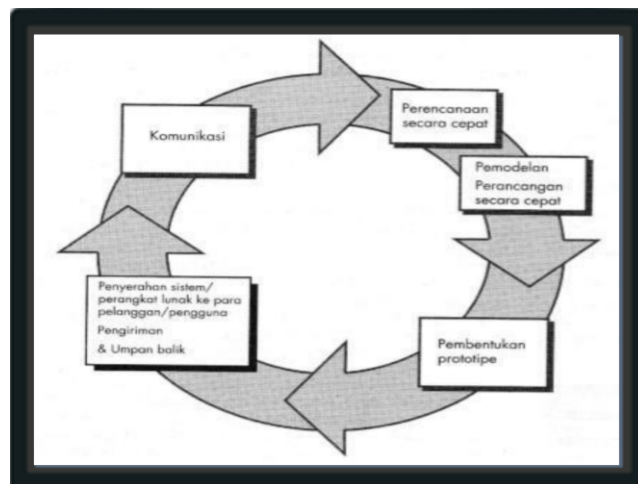 Komunikasi
Perencanaan
secara cepat
Pemodelan
Perancangan
secara cepat
Pembentukan
prototipe
Penyerahan sistem/
perangkat lunak ke para
pelanggan/pengguna
Pengiriman
& Umpan balik